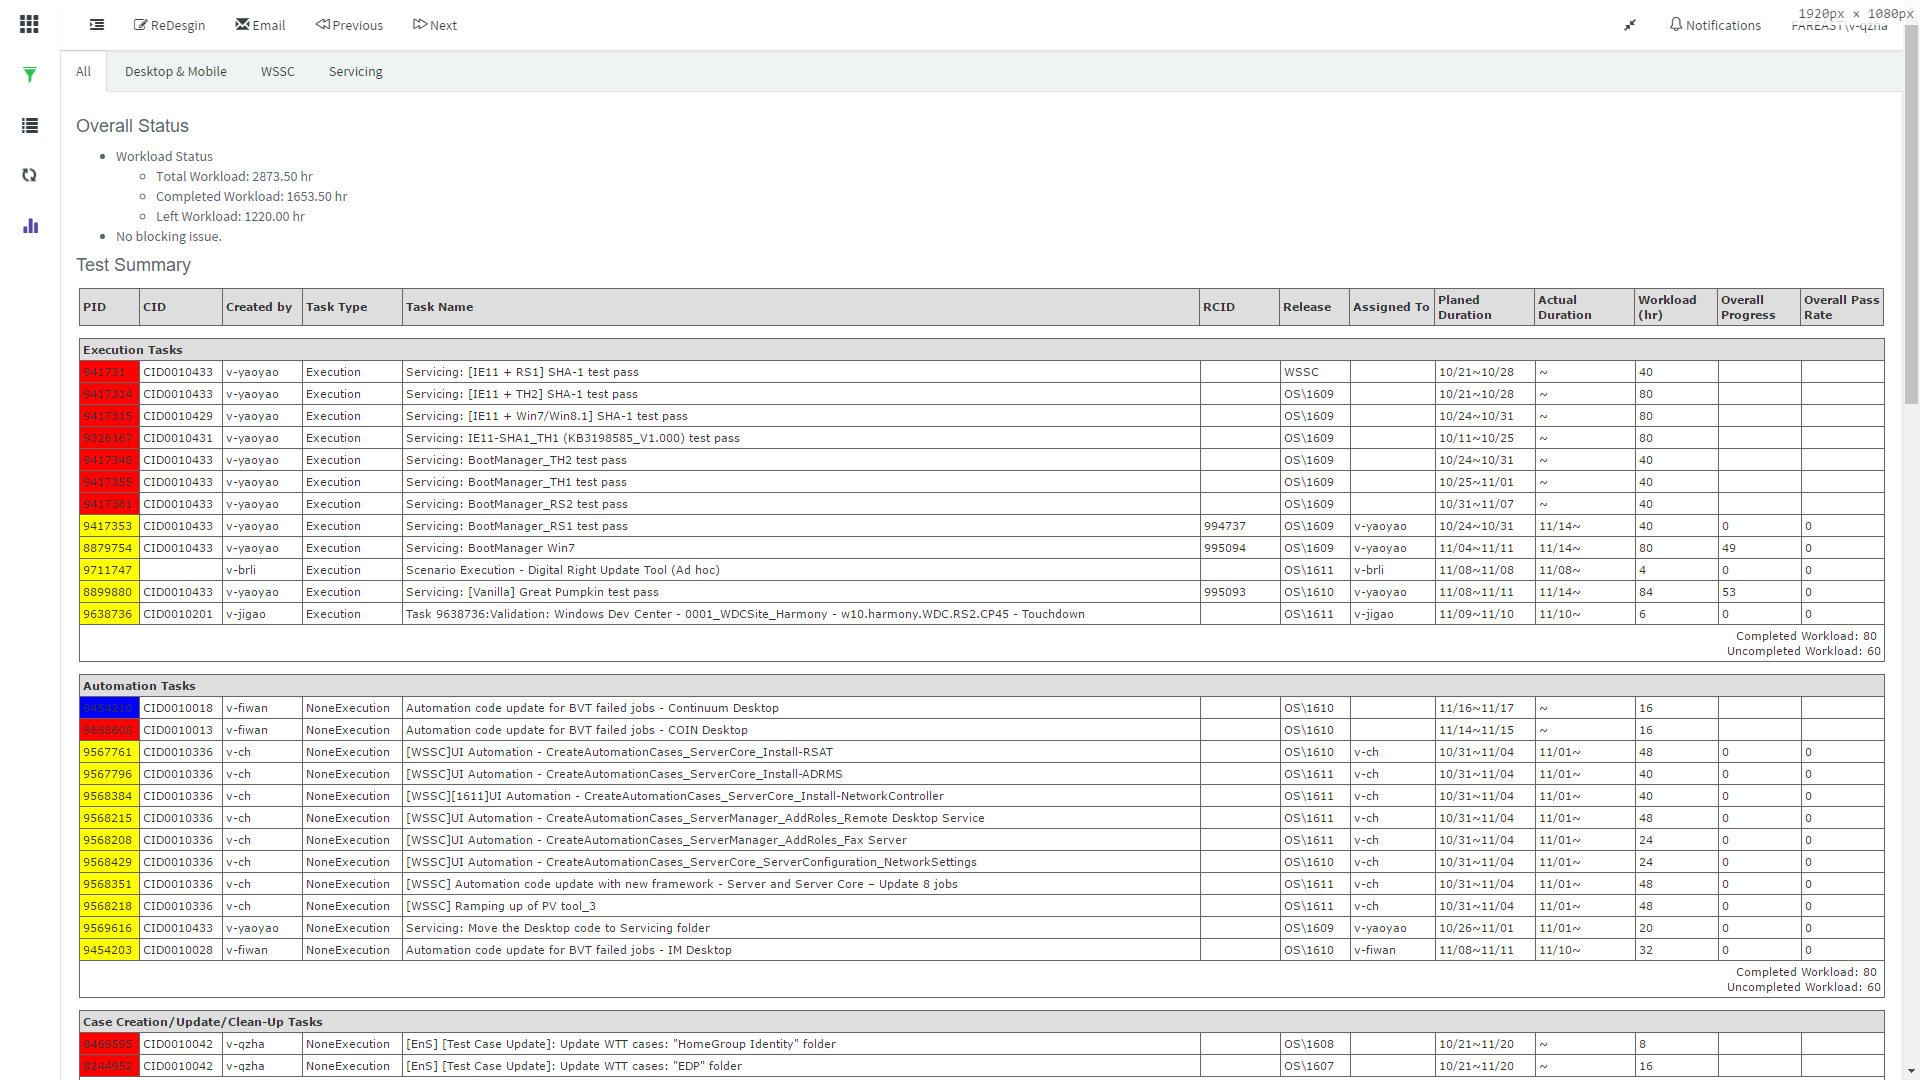 ReDesgin Email Previous Next Notifications FAREAST\v-qzha
1920px × 1080px
All Desktop & Mobile WSSC Servicing
Overall Status
Workload Status
Total Workload: 2873.50 hr
Completed Workload: 1653.50 hr
Left Workload: 1220.00 hr
No blocking issue.
Test Summary
PID CID Created by Task Type Task Name RCID Release Assigned To Planed Duration Actual Duration Workload (hr) Overall Progress Overall Pass Rate
Execution Tasks
941731 CID0010433 v-yaoyao Execution Servicing: [IE11 + RS1] SHA-1 test pass WSSC 10/21~10/28 ~ 40
9417314 CID0010433 v-yaoyao Execution Servicing: [IE11 + TH2] SHA-1 test pass OS\1609 10/21~10/28 ~ 80
9417315 CID0010429 v-yaoyao Execution Servicing: [IE11 + Win7/Win8.1] SHA-1 test pass OS\1609 10/24~10/31 ~ 80
9326167 CID0010431 v-yaoyao Execution Servicing: IE11-SHA1_TH1 (KB3198585_V1.000) test pass OS\1609 10/11~10/25 ~ 80
9417348 CID0010433 v-yaoyao Execution Servicing: BootManager_TH2 test pass OS\1609 10/24~10/31 ~ 40
9417355 CID0010433 v-yaoyao Execution Servicing: BootManager_TH1 test pass OS\1609 10/25~11/01 ~ 40
9417361 CID0010433 v-yaoyao Execution Servicing: BootManager_RS2 test pass OS\1609 10/31~11/07 ~ 40
9417353 CID0010433 v-yaoyao Execution Servicing: BootManager_RS1 test pass 994737 OS\1609 v-yaoyao 10/24~10/31 11/14~ 40 0 0
8879754 CID0010433 v-yaoyao Execution Servicing: BootManager Win7 995094 OS\1609 v-yaoyao 11/04~11/11 11/14~ 80 49 0
9711747 v-brli Execution Scenario Execution - Digital Right Update Tool (Ad hoc) OS\1611 v-brli 11/08~11/08 11/08~ 4 0 0
8899880 CID0010433 v-yaoyao Execution Servicing: [Vanilla] Great Pumpkin test pass 995093 OS\1610 v-yaoyao 11/08~11/11 11/14~ 84 53 0
9638736 CID0010201 v-jigao Execution Task 9638736:Validation: Windows Dev Center - 0001_WDCSite_Harmony - w10.harmony.WDC.RS2.CP45 - Touchdown OS\1611 v-jigao 11/09~11/10 11/10~ 6 0 0
Completed Workload: 80
Uncompleted Workload: 60
Automation Tasks
9454210 CID0010018 v-fiwan NoneExecution Automation code update for BVT failed jobs - Continuum Desktop OS\1610 11/16~11/17 ~ 16
9668608 CID0010013 v-fiwan NoneExecution Automation code update for BVT failed jobs - COIN Desktop OS\1610 11/14~11/15 ~ 16
9567761 CID0010336 v-ch NoneExecution [WSSC]UI Automation - CreateAutomationCases_ServerCore_Install-RSAT OS\1610 v-ch 10/31~11/04 11/01~ 48 0 0
9567796 CID0010336 v-ch NoneExecution [WSSC]UI Automation - CreateAutomationCases_ServerCore_Install-ADRMS OS\1611 v-ch 10/31~11/04 11/01~ 40 0 0
9568384 CID0010336 v-ch NoneExecution [WSSC][1611]UI Automation - CreateAutomationCases_ServerCore_Install-NetworkController OS\1611 v-ch 10/31~11/04 11/01~ 40 0 0
9568215 CID0010336 v-ch NoneExecution [WSSC]UI Automation - CreateAutomationCases_ServerManager_AddRoles_Remote Desktop Service OS\1611 v-ch 10/31~11/04 11/01~ 48 0 0
9568208 CID0010336 v-ch NoneExecution [WSSC]UI Automation - CreateAutomationCases_ServerManager_AddRoles_Fax Server OS\1611 v-ch 10/31~11/04 11/01~ 24 0 0
9568429 CID0010336 v-ch NoneExecution [WSSC]UI Automation - CreateAutomationCases_ServerCore_ServerConfiguration_NetworkSettings OS\1610 v-ch 10/31~11/04 11/01~ 24 0 0
9568351 CID0010336 v-ch NoneExecution [WSSC] Automation code update with new framework - Server and Server Core – Update 8 jobs OS\1611 v-ch 10/31~11/04 11/01~ 48 0 0
9568218 CID0010336 v-ch NoneExecution [WSSC] Ramping up of PV tool_3 OS\1611 v-ch 10/31~11/04 11/01~ 48 0 0
9569616 CID0010433 v-yaoyao NoneExecution Servicing: Move the Desktop code to Servicing folder OS\1609 v-yaoyao 10/26~11/01 11/01~ 20 0 0
9454203 CID0010028 v-fiwan NoneExecution Automation code update for BVT failed jobs - IM Desktop OS\1610 v-fiwan 11/08~11/11 11/10~ 32 0 0
Completed Workload: 80
Uncompleted Workload: 60
Case Creation/Update/Clean-Up Tasks
8469595 CID0010042 v-qzha NoneExecution [EnS] [Test Case Update]: Update WTT cases: "HomeGroup Identity" folder OS\1608 10/21~11/20 ~ 8
8244952 CID0010042 v-qzha NoneExecution [EnS] [Test Case Update]: Update WTT cases: "EDP" folder OS\1607 10/21~11/20 ~ 16